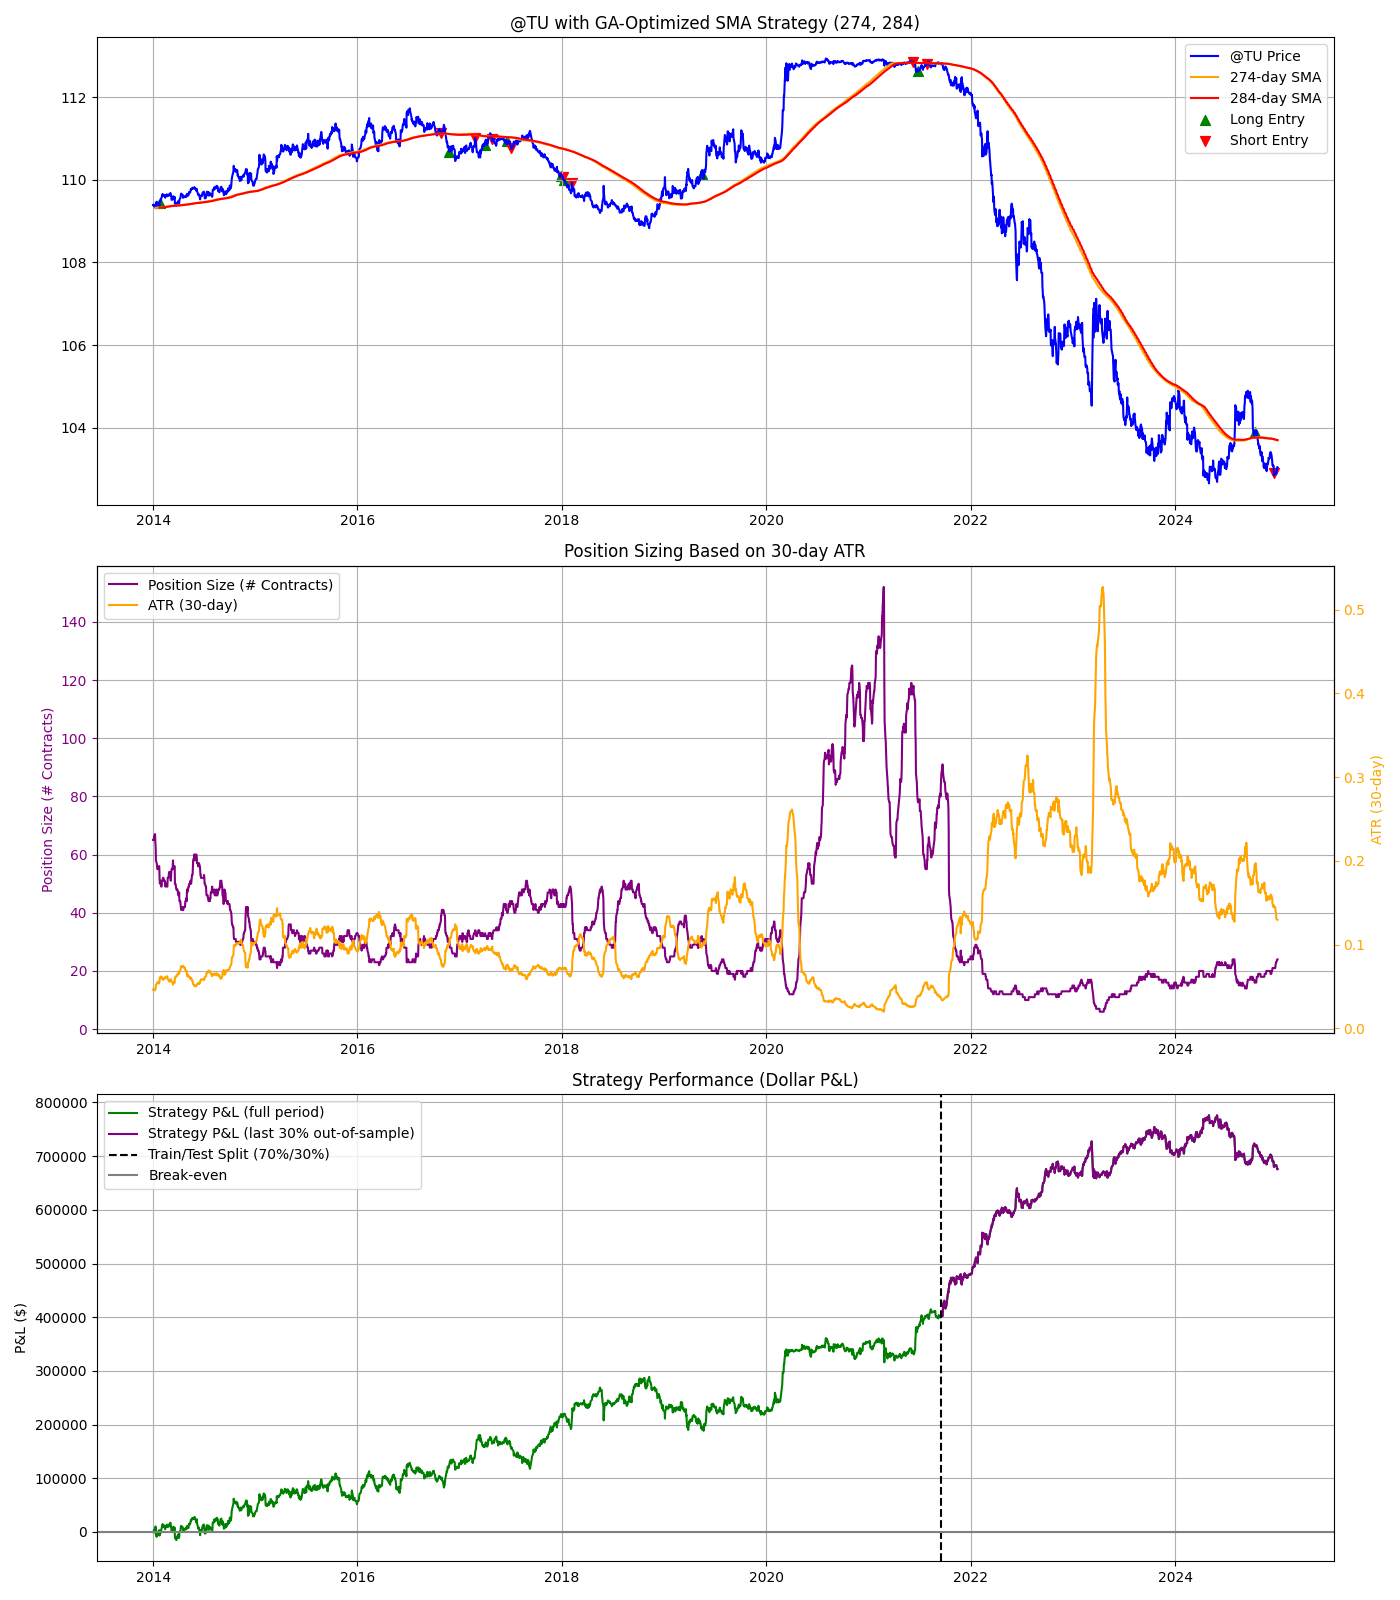 @TU with GA-Optimized SMA Strategy (274, 284)
@TU Price
274-day SMA
284-day SMA
Long Entry
Short Entry
112
110
108
106
104
2014 2016 2018 2020 2022 2024
Position Sizing Based on 30-day ATR
Position Size (# Contracts)
ATR (30-day)
Position Size (# Contracts)
140
120
100
80
60
40
20
0
0.5
0.4
0.3
0.2
0.1
0.0
ATR (30-day)
2014 2016 2018 2020 2022 2024
Strategy Performance (Dollar P&L)
Strategy P&L (full period)
Strategy P&L (last 30% out-of-sample)
Train/Test Split (70%/30%)
Break-even
P&L ($)
800000
700000
600000
500000
400000
300000
200000
100000
0
2014 2016 2018 2020 2022 2024